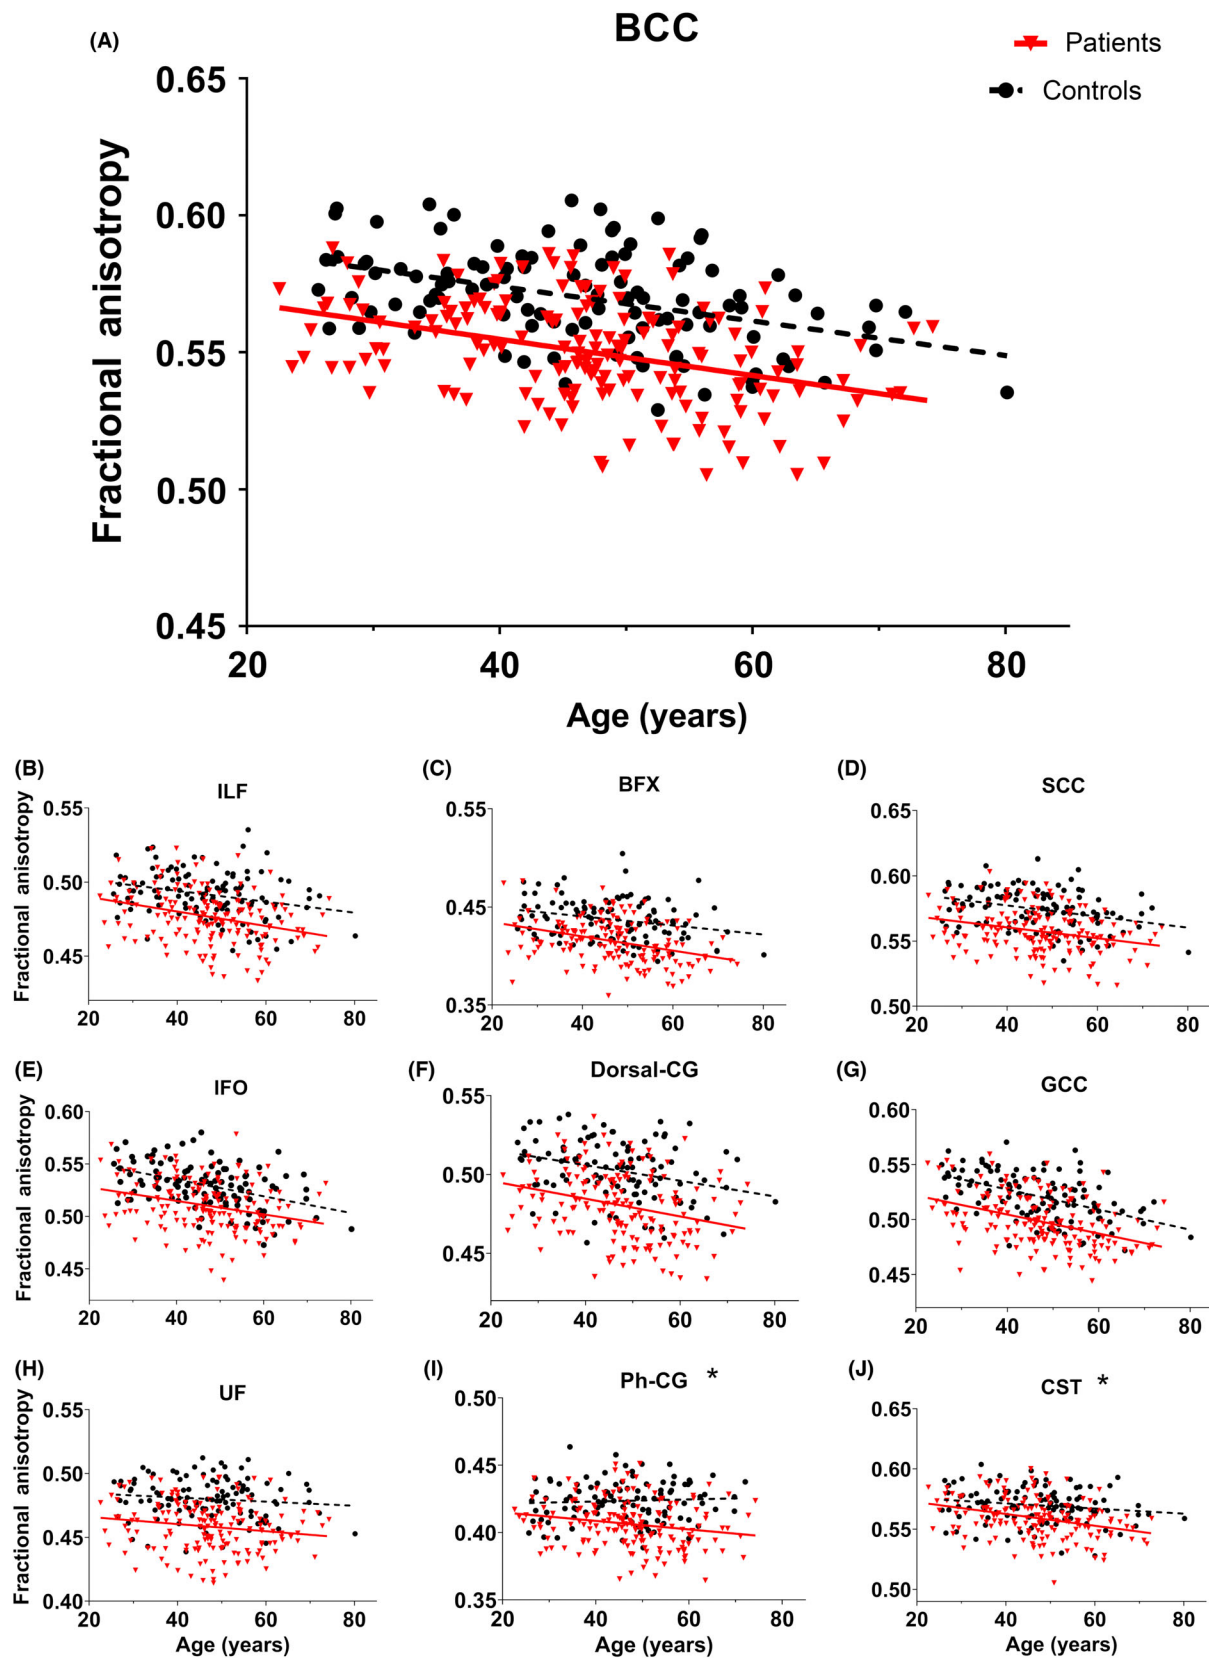 BCC
(A)
Patients
Controls
Fractional anisotropy
0.65
0.60
0.55
0.50
0.45
20 40 60 80
Age (years)
(B) ILF
Fractional anisotropy
0.55
0.50
0.45
20 40 60 80
(C) BFX
0.55
0.45
0.35
20 40 60 80
(D) SCC
0.65
0.60
0.55
0.50
20 40 60 80
(E) IFO
Fractional anisotropy
0.60
0.55
0.50
0.45
20 40 60 80
(F) Dorsal-CG
0.55
0.50
0.45
20 40 60 80
(G) GCC
0.60
0.55
0.50
0.45
20 40 60 80
(H) UF
Fractional anisotropy
0.55
0.50
0.45
0.40
20 40 60 80
Age (years)
(I) Ph-CG *
0.50
0.45
0.40
0.35
20 40 60 80
Age (years)
(J) CST *
0.65
0.60
0.55
0.50
20 40 60 80
Age (years)